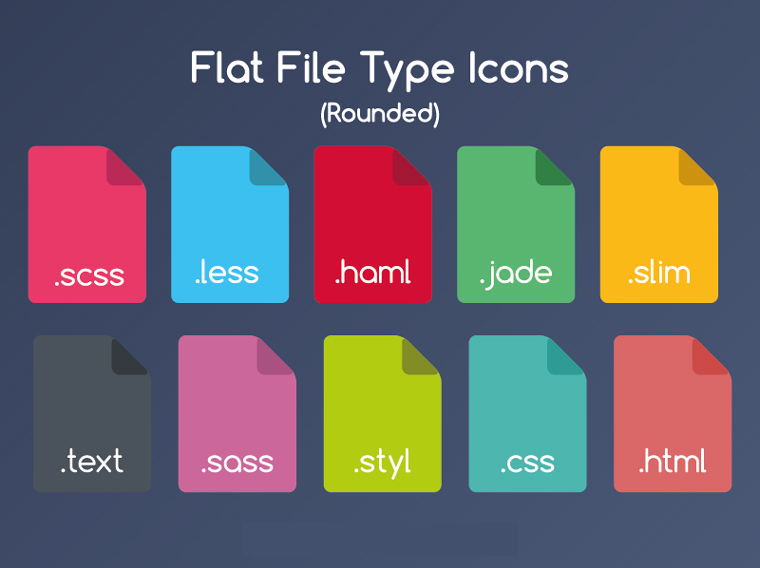 Flat File Type Icons
(Rounded)
.scss .less .haml .jade .slim
.text .sass .styl .css .html